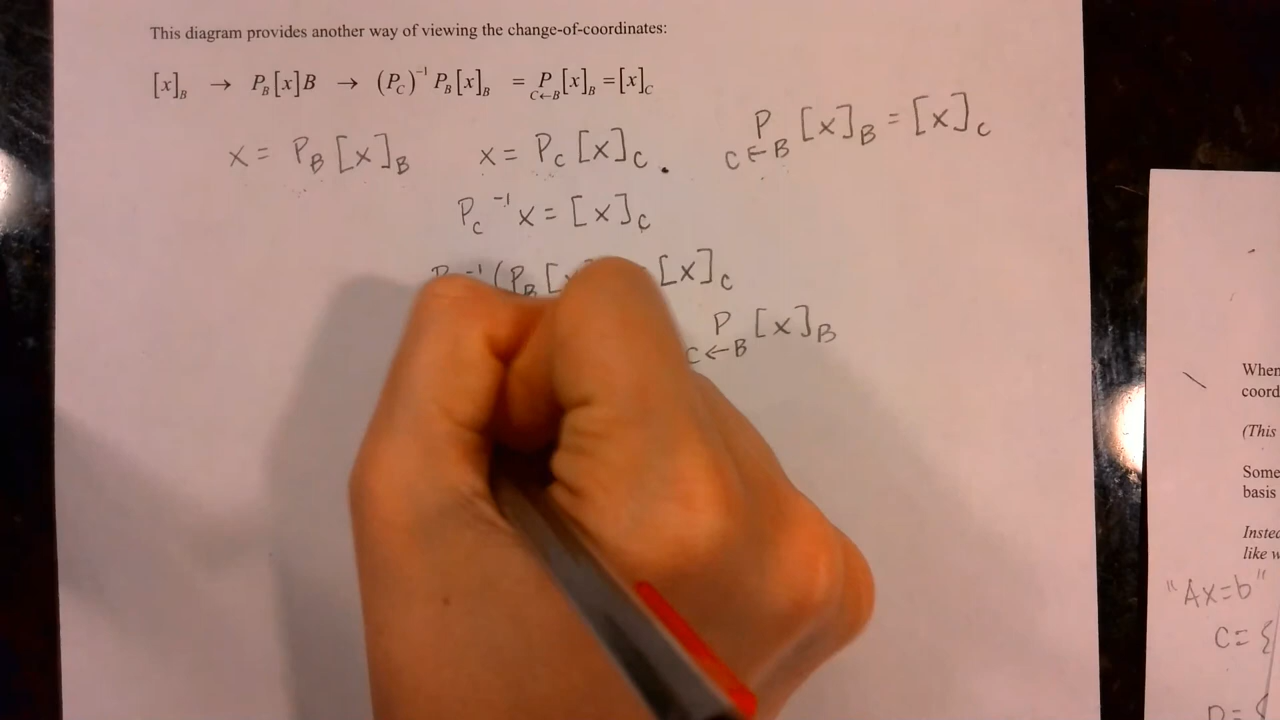 This diagram provides another way of viewing the change-of-coordinates:
[x]_B → P_B[x]B → (P_C)^{-1} P_B[x]_B = P_{C←B}[x]_B = [x]_C
x = P_B [x]_B x = P_C [x]_C . P_{C←B} [x]_B = [x]_C
P_C^{-1} x = [x]_C
^{-1} (P_B [ [x]_C
P_{C←B} [x]_B
When
coord
(This
Some
basis
Instea
like w
"Ax=b"
C = {